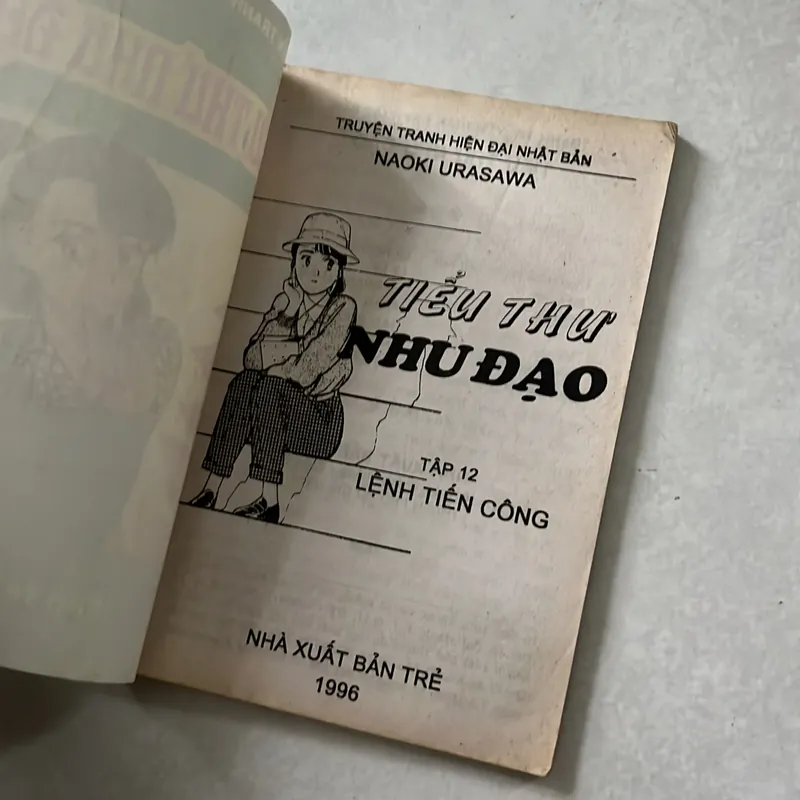 TRUYỆN TRANH HIỆN ĐẠI NHẬT BẢN
NAOKI URASAWA
TIỂU THƯ
NHU ĐẠO
TẬP 12
LỆNH TIẾN CÔNG
NHÀ XUẤT BẢN TRẺ
1996